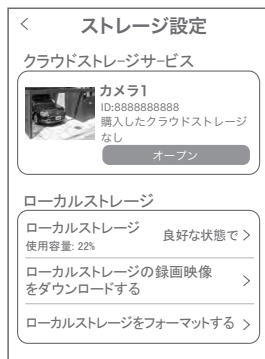 ＜ ストレージ設定
クラウドストレージサービス
カメラ1
ID:8888888888
購入したクラウドストレージ
なし
オープン
ローカルストレージ
ローカルストレージ 良好な状態で ＞
使用容量: 22%
ローカルストレージの録画映像
をダウンロードする ＞
ローカルストレージをフォーマットする ＞